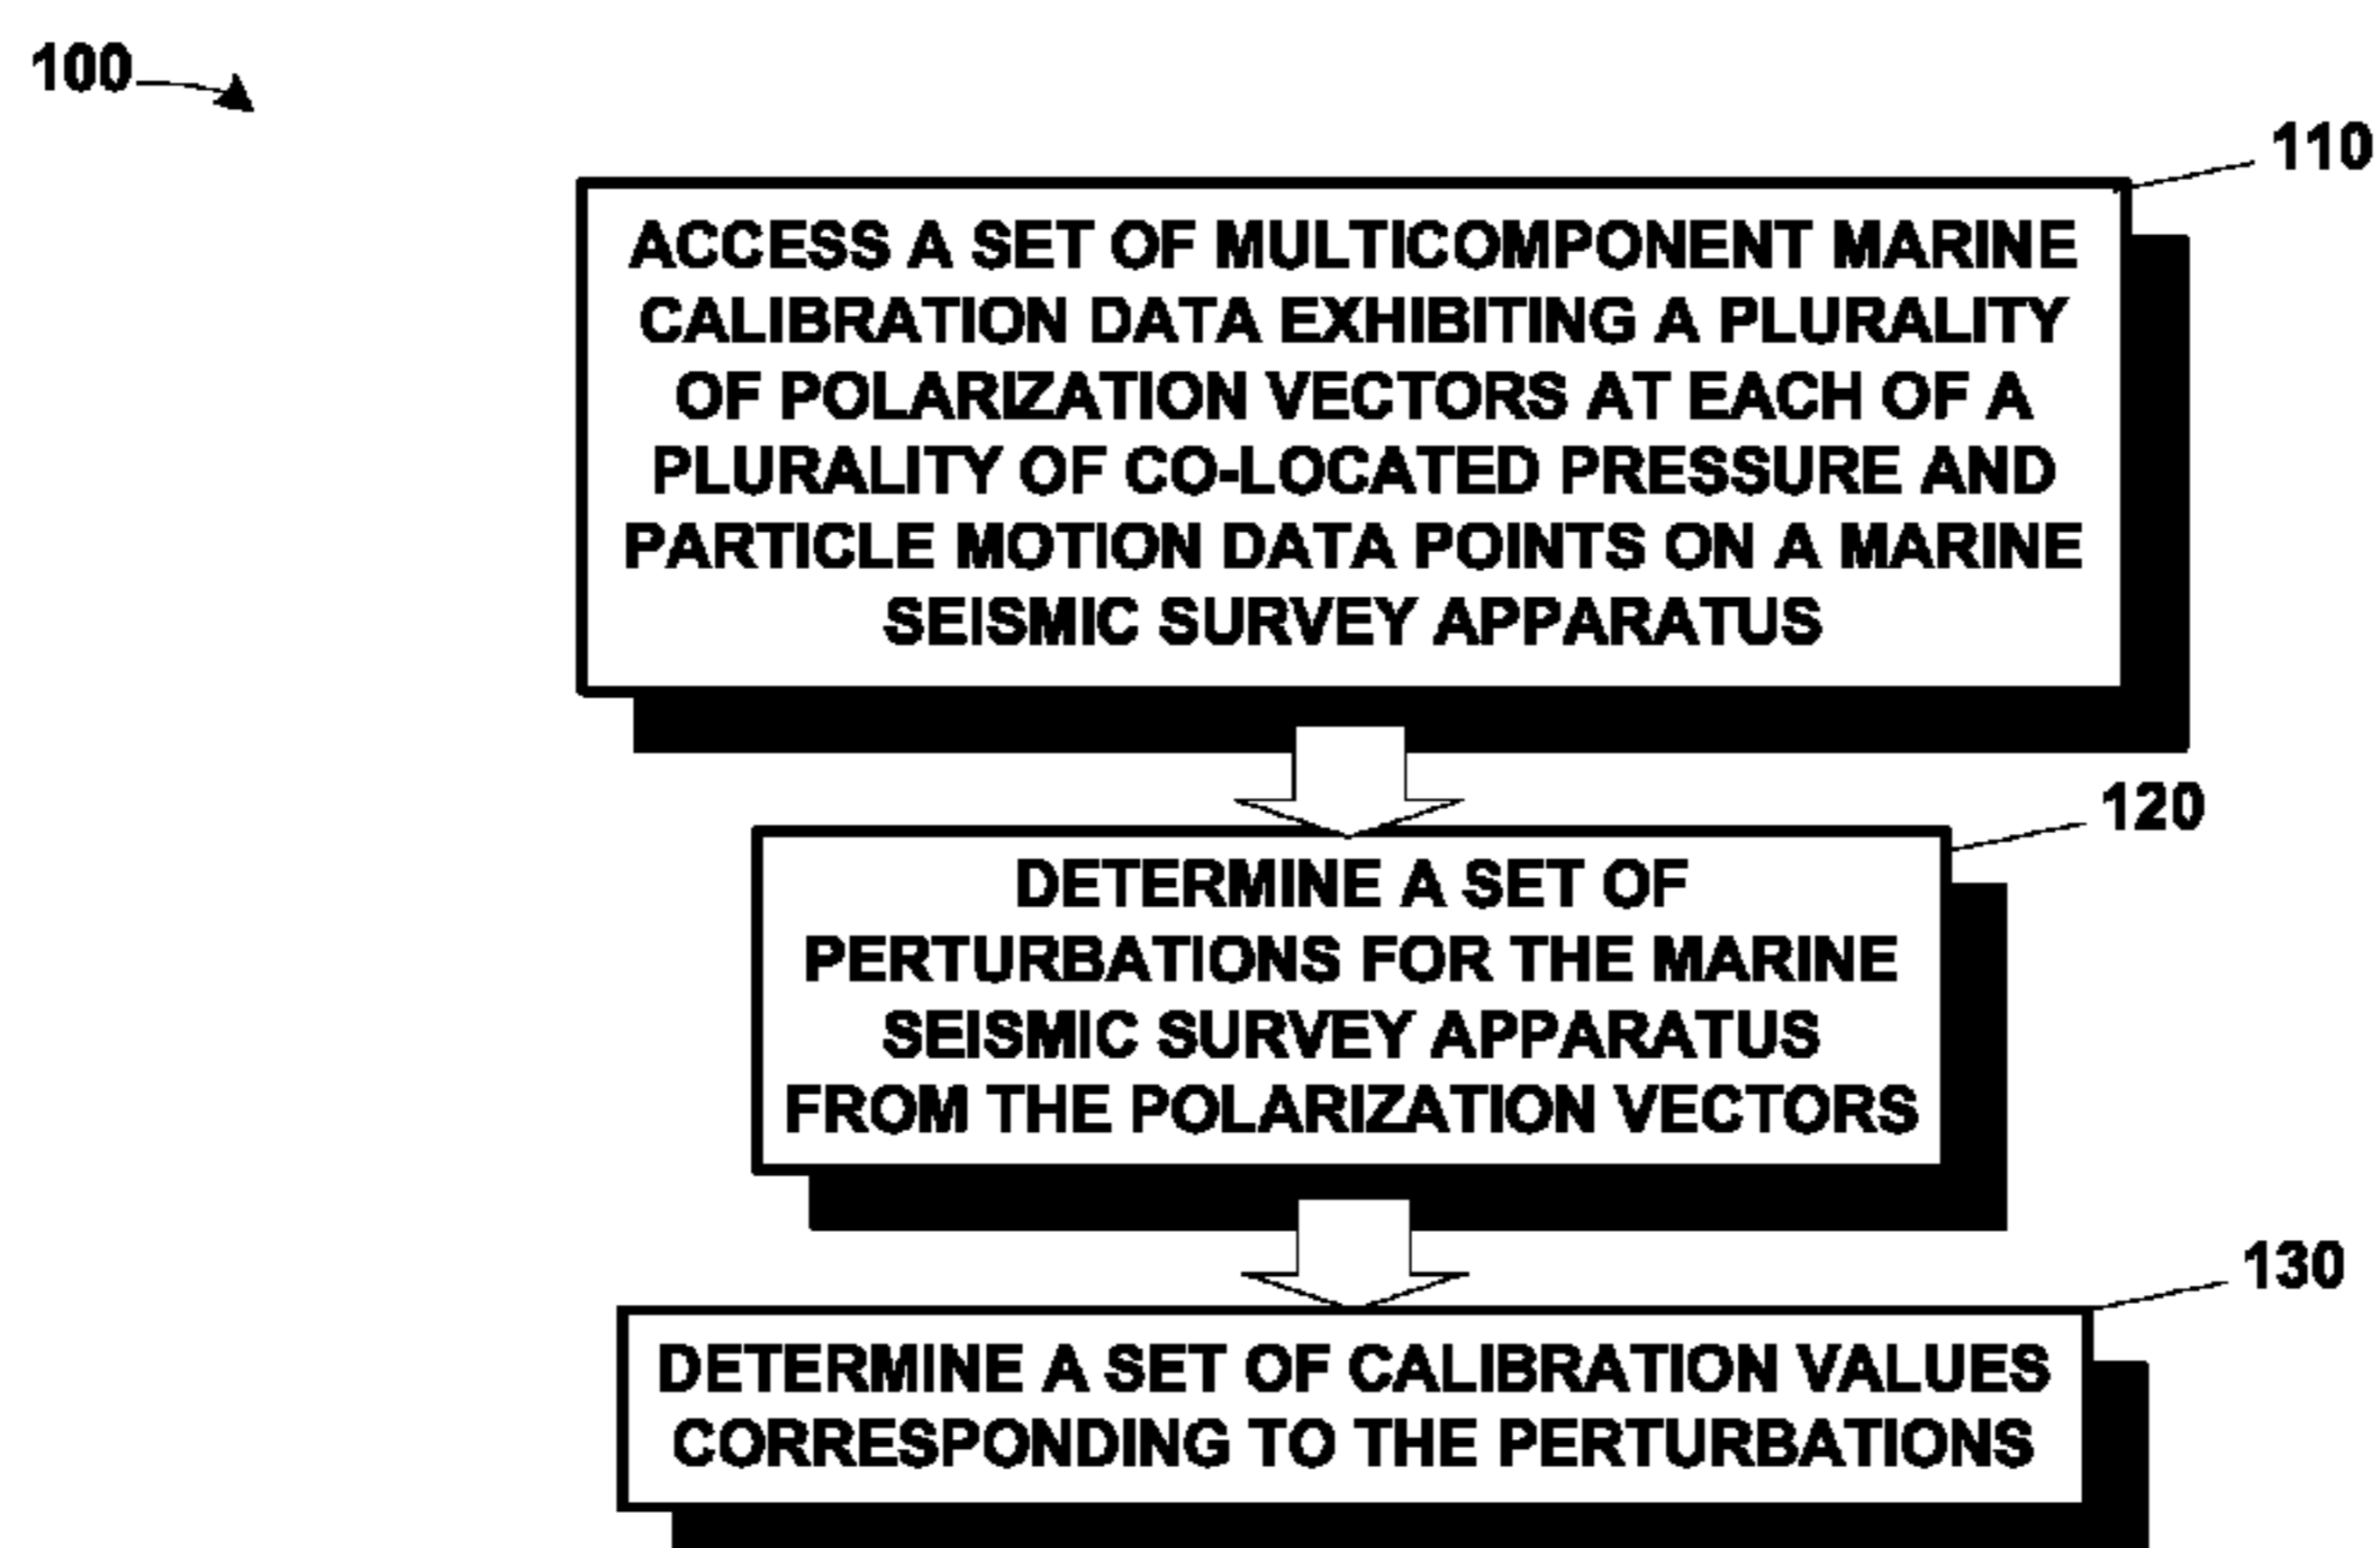 100
110
ACCESS A SET OF MULTICOMPONENT MARINE
CALIBRATION DATA EXHIBITING A PLURALITY
OF POLARIZATION VECTORS AT EACH OF A
PLURALITY OF CO-LOCATED PRESSURE AND
PARTICLE MOTION DATA POINTS ON A MARINE
SEISMIC SURVEY APPARATUS
120
DETERMINE A SET OF
PERTURBATIONS FOR THE MARINE
SEISMIC SURVEY APPARATUS
FROM THE POLARIZATION VECTORS
130
DETERMINE A SET OF CALIBRATION VALUES
CORRESPONDING TO THE PERTURBATIONS